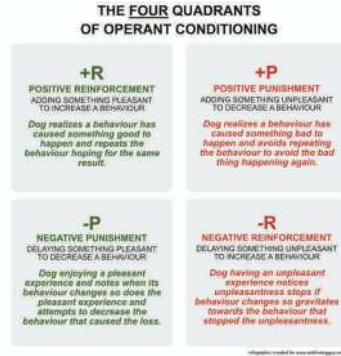 THE FOUR QUADRANTS
OF OPERANT CONDITIONING
+R
POSITIVE REINFORCEMENT
ADDING SOMETHING PLEASANT
TO INCREASE A BEHAVIOUR
Dog realizes a behaviour has
caused something good to
happen and repeats the
behaviour hoping for the same
result.
+P
POSITIVE PUNISHMENT
ADDING SOMETHING UNPLEASANT
TO DECREASE A BEHAVIOUR
Dog realizes a behaviour has
caused something bad to
happen and avoids repeating
the behaviour to avoid the bad
thing happening again.
-P
NEGATIVE PUNISHMENT
DELAYING SOMETHING PLEASANT
TO DECREASE A BEHAVIOUR
Dog enjoying a pleasant
experience and notes when its
behaviour changes so does the
pleasant experience and
attempts to decrease the
behaviour that caused the loss.
-R
NEGATIVE REINFORCEMENT
DELAYING SOMETHING UNPLEASANT
TO INCREASE A BEHAVIOUR
Dog having an unpleasant
experience notices
unpleasantness stops if
behaviour changes so gravitates
towards the behaviour that
stopped the unpleasantness.
Infographic created for